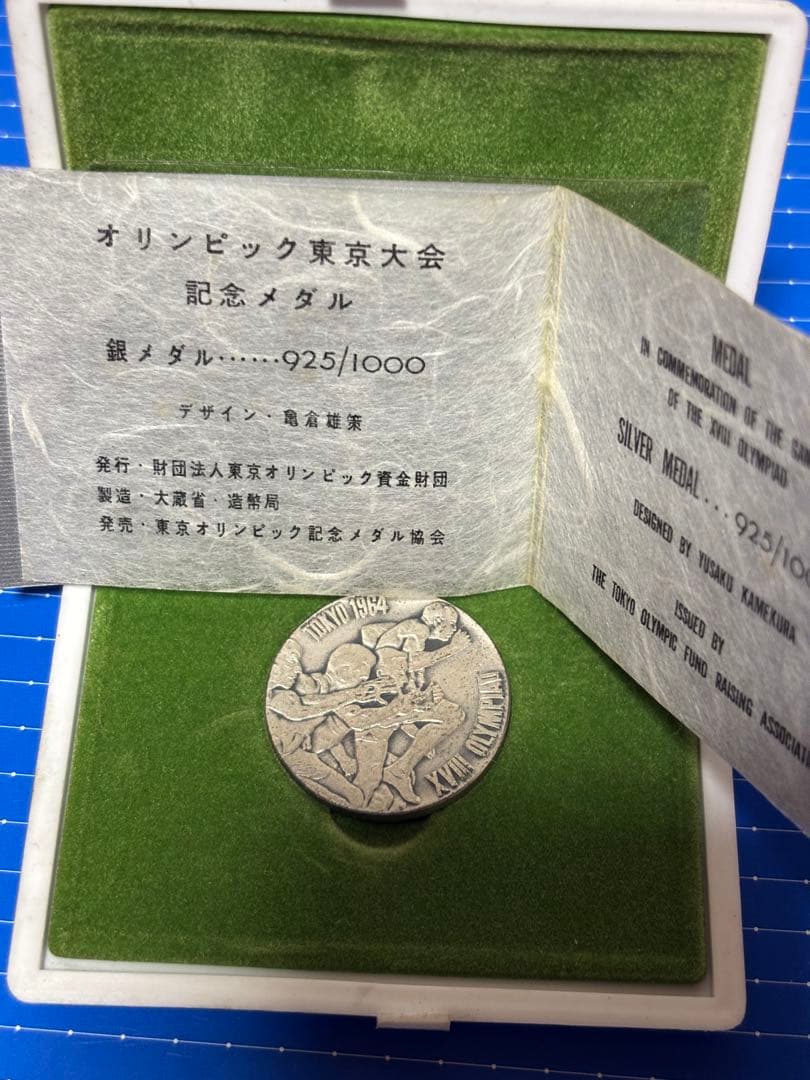 オリンピック東京大会
記念メダル
銀メダル……925/1000
デザイン・亀倉雄策
発行・財団法人東京オリンピック資金財団
製造・大蔵省・造幣局
発売・東京オリンピック記念メダル協会
MEDAL
IN COMMEMORATION OF THE
OF THE XVIII OLYMPIAD
SILVER MEDAL...925/100
DESIGNED BY YUSAKU KAMEKURA
ISSUED BY
THE TOKYO OLYMPIC FUND RAISING
TOKYO 1964
XVIII OLYMPIAD